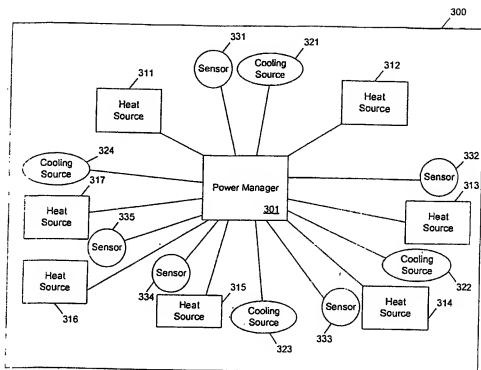 300
331
321
Sensor
Cooling
Source
311
312
Heat
Source
Heat
Source
324
Cooling
Source
332
Sensor
317
Power Manager
301
313
Heat
Source
335
Heat
Source
Sensor
Cooling
Source
322
Heat
Source
316
Sensor
334
315
Heat
Source
Cooling
Source
323
Sensor
333
Heat
Source
314